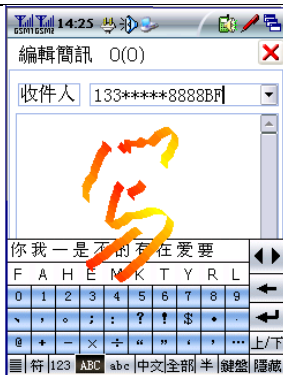 GSM1 GSM2 14:25
編輯簡訊 0(0)
收件人 133*****8888BF
写
你我一是不的有在愛要
F A H E M K T Y R L
0 1 2 3 4 5 6 7 8 9
、 , 。 ; : ? ! $ • ·
@ + - × ÷ “ ” ‘ ’ … 上/下
符 123 ABC abc 中文 全部 半 鍵盤 隱藏